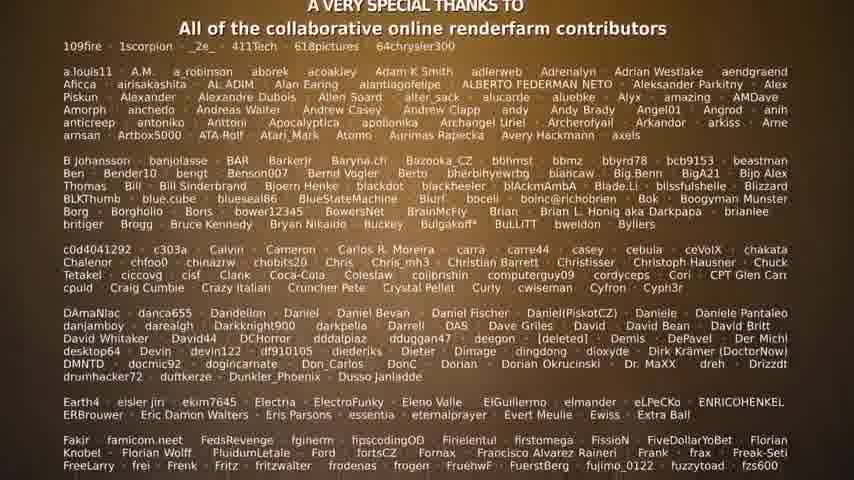 A VERY SPECIAL THANKS TO
All of the collaborative online renderfarm contributors
109fire · 1scorpion · _2e_ · 411Tech · 618pictures · 64chrysler300
a.louis11 · A.M. · a_robinson · aborek · acoakley · Adam K Smith · adlerweb · Adrenalyn · Adrian Westlake · aendgraend
Aficca · airisakashita · AL ADIM · Alan Earing · alantiagofelipe · ALBERTO FEDERMAN NETO · Aleksander Parkitny · Alex
Piskun · Alexander · Alexandre Dubois · Allen Soard · alter_sack · alucarde · aluebke · Alyx · amazing · AMDave
Amorph · anchedo · Andreas Walter · Andrew Casey · Andrew Clapp · andy · Andy Brady · Angel01 · Angrod · anih
anticreep · antoniko · Anttorii · Apocalyptica · apollonika · Archangel Uriel · Archerofyail · Arkandor · arkiss · Arne
arnsan · Artbox5000 · ATA-Rolf · Atari_Mark · Atomo · Aurimas Rapecka · Avery Hackmann · axels
B Johansson · banjolasse · BAR · BarkerJr · Baryna.ch · Bazooka_CZ · bbhmst · bbmz · bbyrd78 · bcb9153 · beastman
Ben · Bender10 · bengt · Benson007 · Bernd Vogler · Berto · bherbihyewrbg · biancaw · Big.Benn · BigA21 · Bijo Alex
Thomas · Bill · Bill Sinderbrand · Bjoern Henke · blackdot · blackheeler · blAckmAmbA · Blade.Li · blissfulshelle · Blizzard
BLKThumb · blue.cube · blueseal86 · BlueStateMachine · Blurf · boceli · boinc@richobrien · Bok · Boogyman Munster
Borg · Borgholio · Boris · bower12345 · BowersNet · BrainMcFly · Brian · Brian L. Honig aka Darkpapa · brianlee
britiger · Brogg · Bruce Kennedy · Bryan Nikaido · Buckey · Bulgakoff* · BuLLiTT · bweldon · Byllers
c0d4041292 · c303a · Calvin · Cameron · Carlos R. Moreira · carra · carre44 · casey · cebula · ceVoIX · chakata
Chalenor · chfoo0 · chinazrw · chobits20 · Chris · Chris_mh3 · Christian Barrett · Christisser · Christoph Hausner · Chuck
Tetakel · ciccovg · cisf · Clank · Coca-Cola · Coleslaw · colibrishin · computerguy09 · cordyceps · Cori · CPT Glen Carr
cpuld · Craig Cumbie · Crazy Italian · Cruncher Pete · Crystal Pellet · Curly · cwiseman · Cyfron · Cyph3r
DAmaNIac · danca655 · Dandelion · Daniel · Daniel Bevan · Daniel Fischer · Daniel(PiskotCZ) · Daniele · Daniele Pantaleo
danjamboy · darealgh · Darkknight900 · darkpella · Darrell · DAS · Dave Griles · David · David Bean · David Britt
David Whitaker · David44 · DCHorror · dddalpiaz · dduggan47 · deegon · [deleted] · Demis · DePavel · Der Michl
desktop64 · Devin · devin122 · df910105 · diederiks · Dieter · Dimage · dingdong · dioxyde · Dirk Krämer (DoctorNow)
DMNTD · docmic92 · dogincarnate · Don_Carlos · DonC · Dorian · Dorian Okrucinski · Dr. MaXX · dreh · Drizzdt
drumhacker72 · duftkerze · Dunkler_Phoenix · Dusso Janladde
Earth4 · eisler jiri · ekim7645 · Electria · ElectroFunky · Eleno Valle · ElGuillermo · elmander · eLPeCKo · ENRICOHENKEL
ERBrouwer · Eric Damon Walters · Eris Parsons · essentia · eternalprayer · Evert Meulie · Ewiss · Extra Ball
Fakir · famicom.neet · FedsRevenge · fginerm · fipscodingOD · Firielentul · firstomega · FissioN · FiveDollarYoBet · Florian
Knobel · Florian Wolff · FluidumLetale · Ford · fortsCZ · Fornax · Francisco Alvarez Raineri · Frank · frax · Freak-Seti
FreeLarry · frei · Frenk · Fritz · fritzwalter · frodenas · frogen · FruehwF · FuerstBerg · fujimo_0122 · fuzzytoad · fzs600